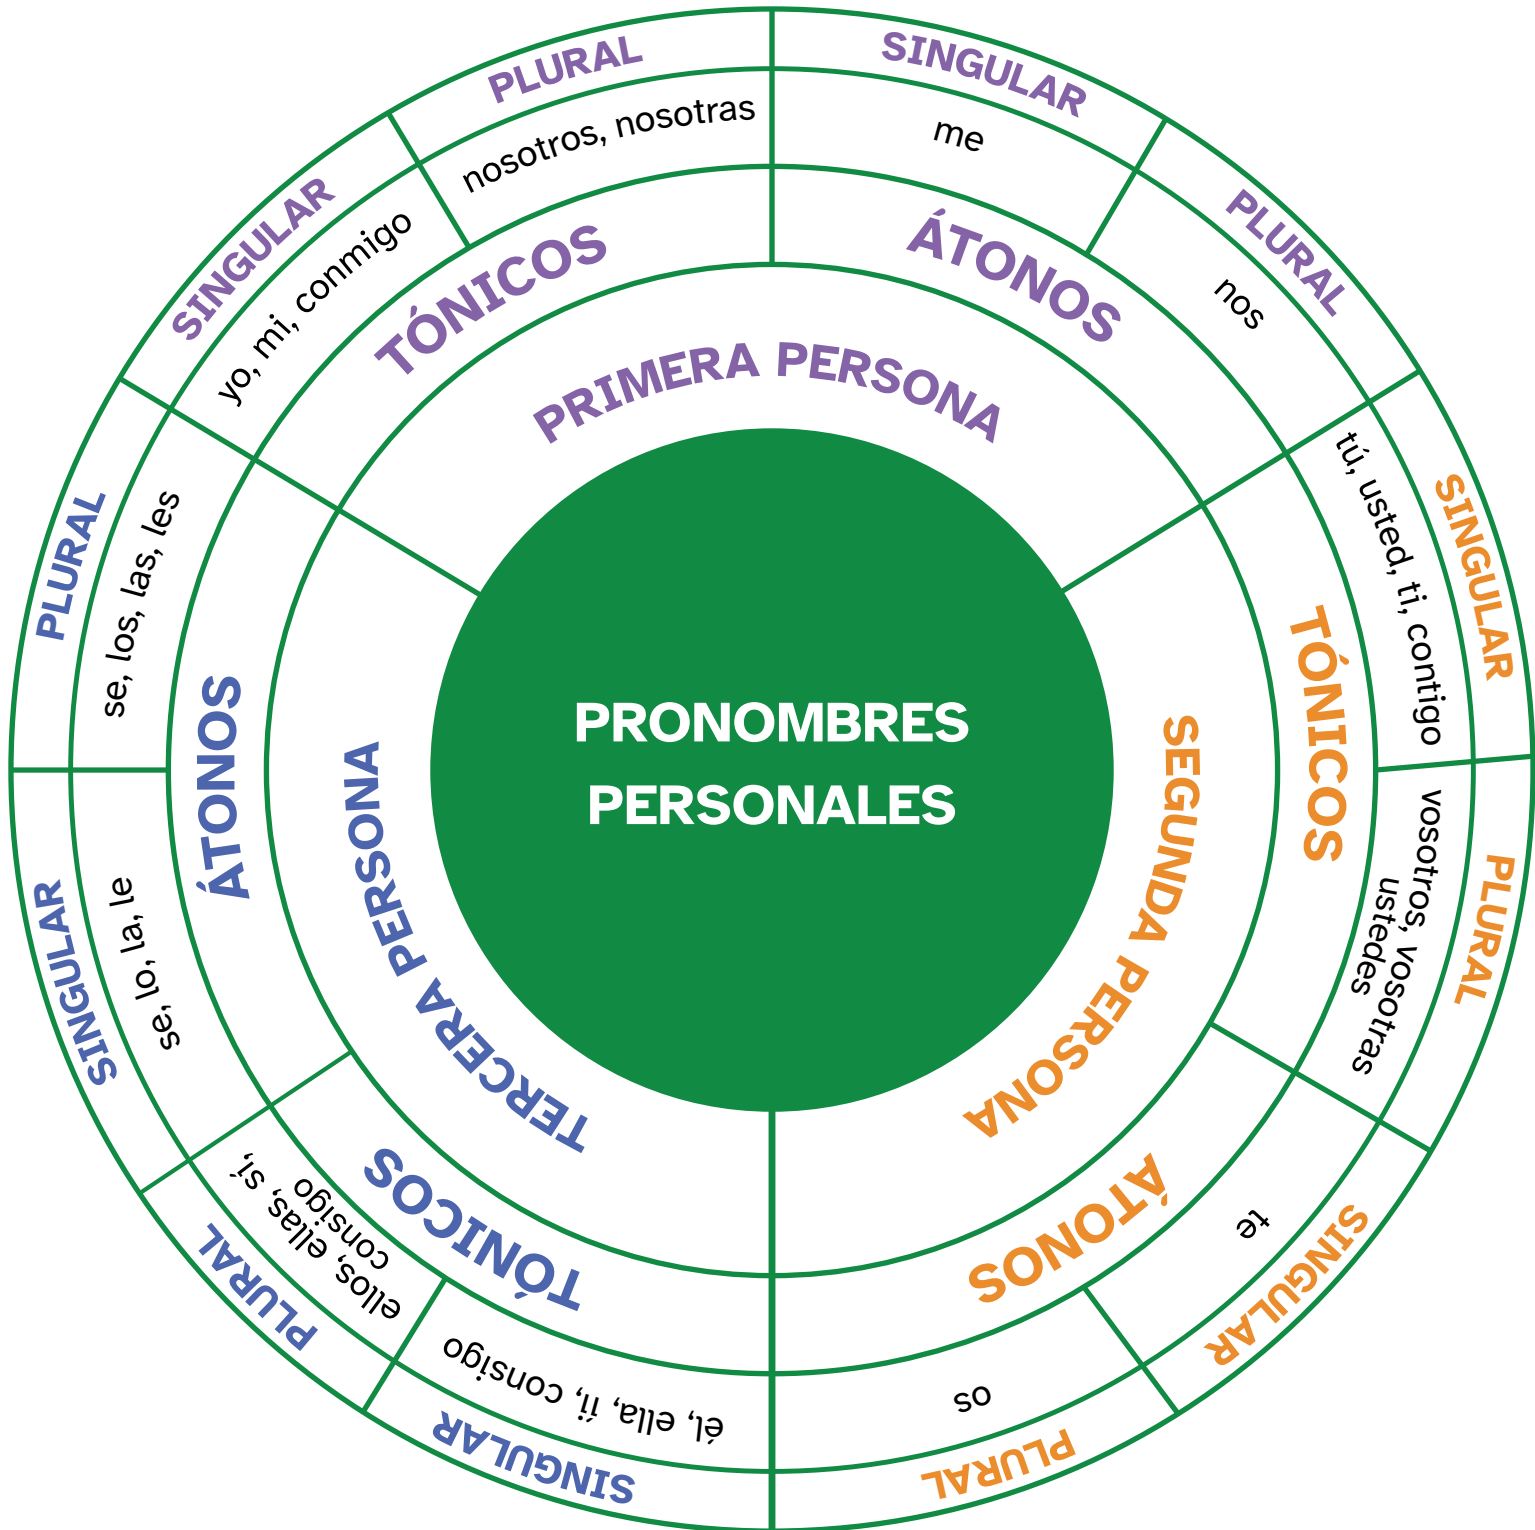 PRONOMBRES
PERSONALES
PRIMERA PERSONA
TÓNICOS
SINGULAR
yo, mi, conmigo
PLURAL
nosotros, nosotras
ÁTONOS
SINGULAR
me
PLURAL
nos
SEGUNDA PERSONA
TÓNICOS
SINGULAR
tú, usted, ti, contigo
PLURAL
vosotros, vosotras
ustedes
ÁTONOS
SINGULAR
te
PLURAL
os
TERCERA PERSONA
TÓNICOS
SINGULAR
él, ella, íi, consigo
PLURAL
ellos, ellas, sí,
consigo
ÁTONOS
SINGULAR
se, lo, la, le
PLURAL
se, los, las, les